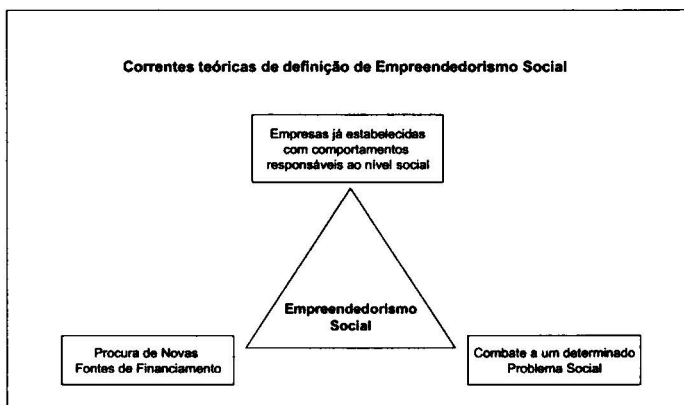 Correntes teóricas de definição de Empreendedorismo Social
Empresas já estabelecidas
com comportamentos
responsáveis ao nível social
Empreendedorismo
Social
Procura de Novas
Fontes de Financiamento
Combate a um determinado
Problema Social